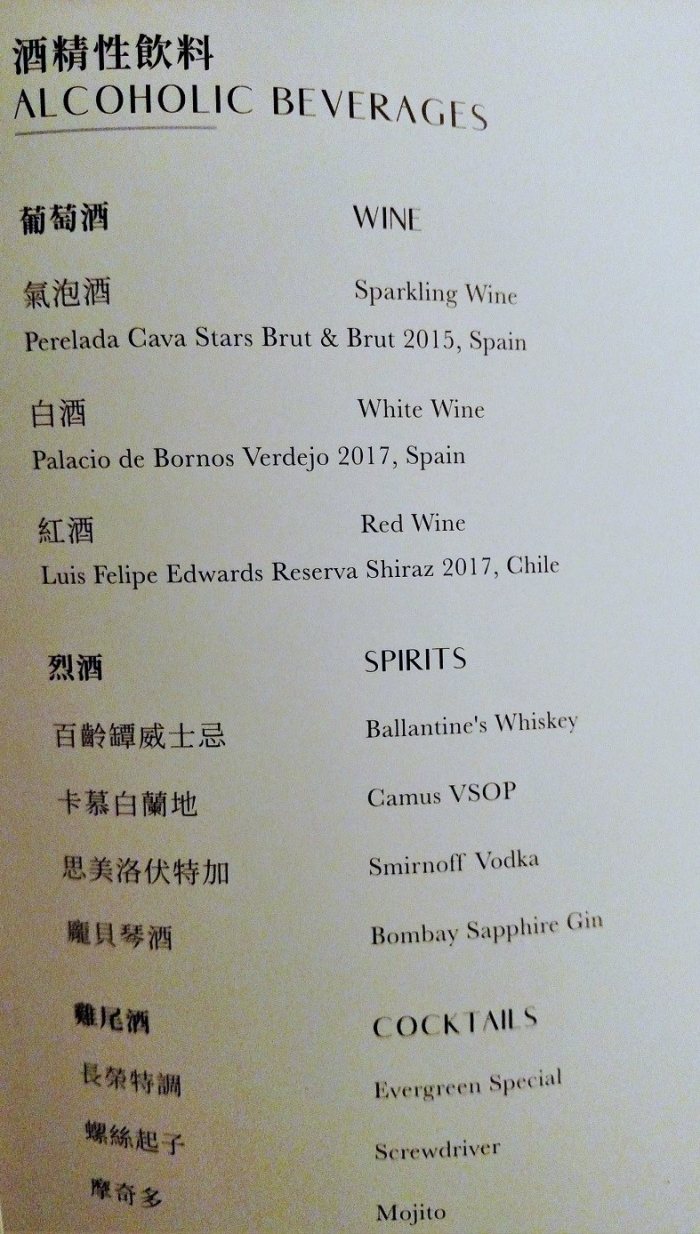 酒精性飲料
ALCOHOLIC BEVERAGES
葡萄酒 WINE
氣泡酒 Sparkling Wine
Perelada Cava Stars Brut & Brut 2015, Spain
白酒 White Wine
Palacio de Bornos Verdejo 2017, Spain
紅酒 Red Wine
Luis Felipe Edwards Reserva Shiraz 2017, Chile
烈酒 SPIRITS
百齡罈威士忌 Ballantine's Whiskey
卡慕白蘭地 Camus VSOP
思美洛伏特加 Smirnoff Vodka
龐貝琴酒 Bombay Sapphire Gin
雞尾酒 COCKTAILS
長榮特調 Evergreen Special
螺絲起子 Screwdriver
摩奇多 Mojito